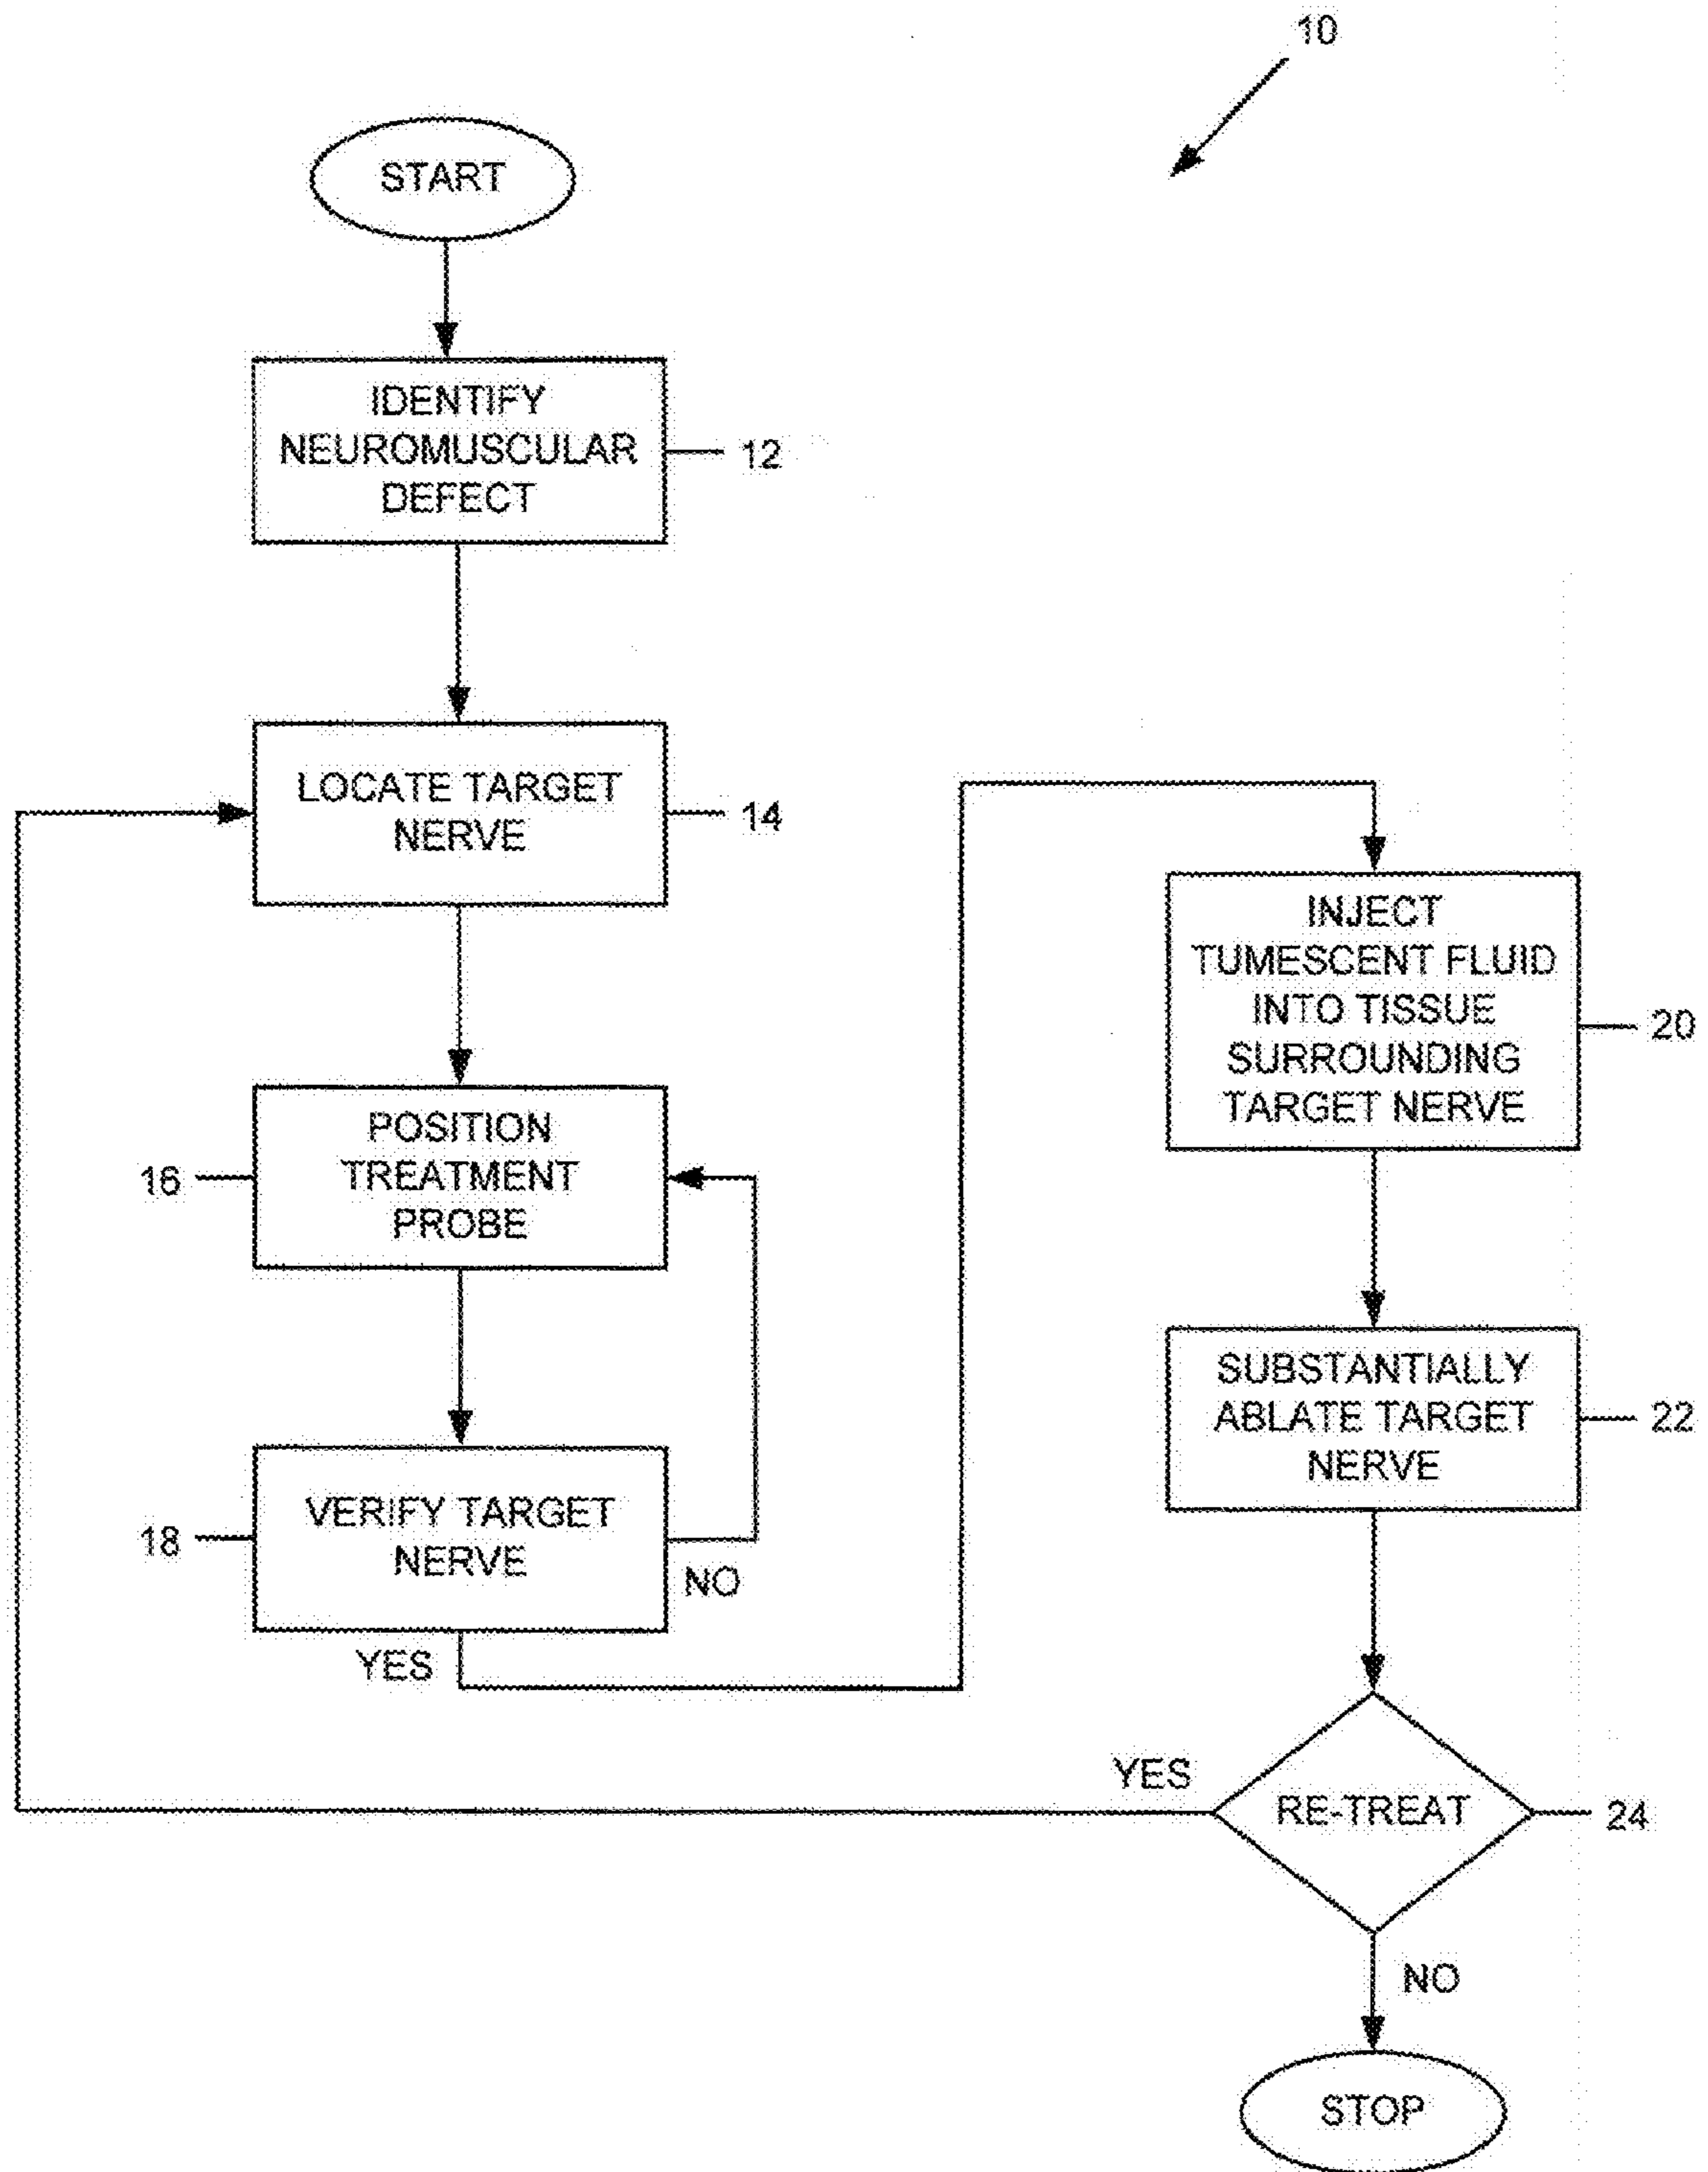 10
START
IDENTIFY
NEUROMUSCULAR
DEFECT
12
LOCATE TARGET
NERVE
14
POSITION
TREATMENT
PROBE
16
VERIFY TARGET
NERVE
18
NO
YES
INJECT
TUMESCENT FLUID
INTO TISSUE
SURROUNDING
TARGET NERVE
20
SUBSTANTIALLY
ABLATE TARGET
NERVE
22
YES
RE-TREAT
24
NO
STOP